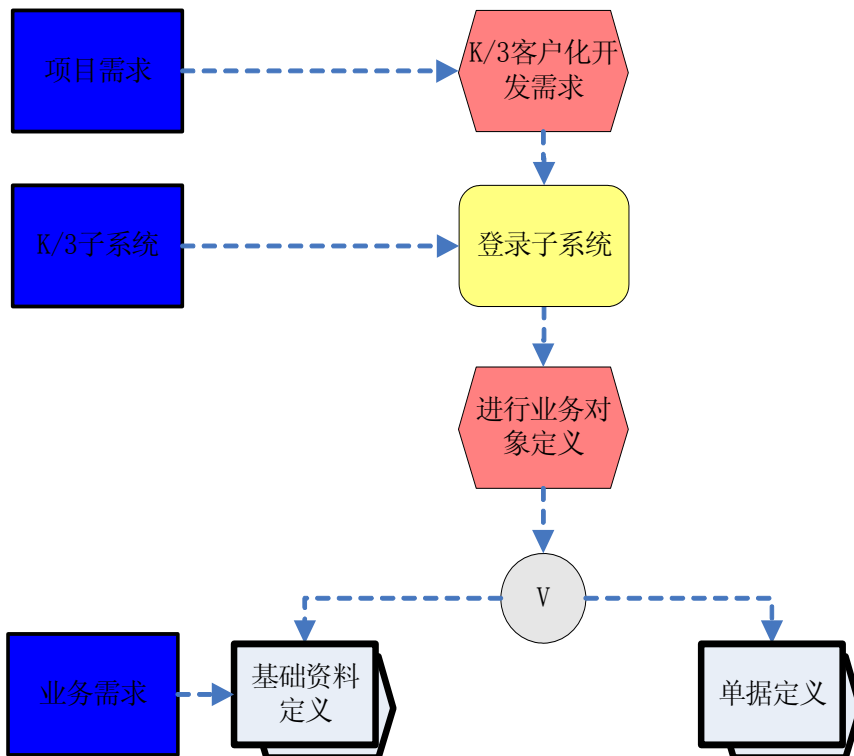 项目需求
K/3客户化开
发需求
K/3子系统
登录子系统
进行业务对
象定义
V
业务需求
基础资料
定义
单据定义